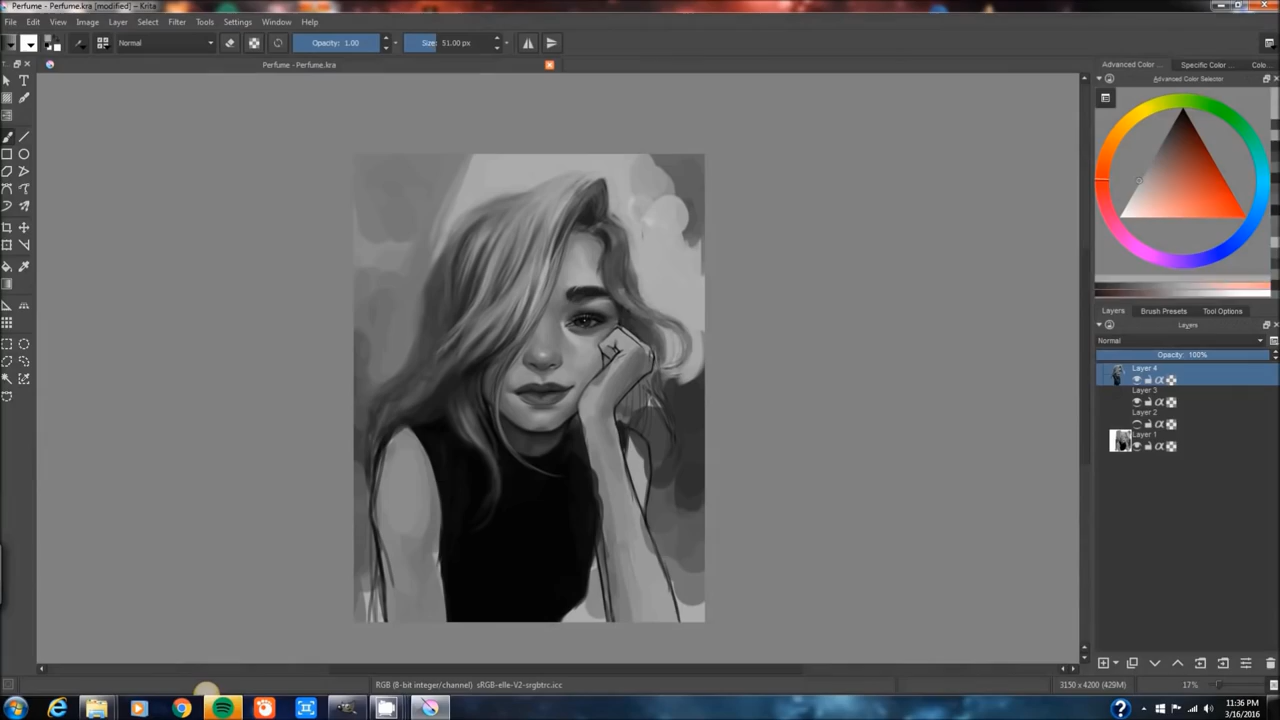 Perfume - Perfume.kra [modified] – Krita
File Edit View Image Layer Select Filter Tools Settings Window Help
Normal Opacity: 1.00 Size: 51.00 px
Perfume - Perfume.kra
T...
Advanced Color ... Specific Color ... Colo...
Advanced Color Selector
Layers Brush Presets Tool Options
Layers
Normal
Opacity: 100%
Layer 4
Layer 3
Layer 2
Layer 1
RGB (8-bit integer/channel) sRGB-elle-V2-srgbtrc.icc 3150 x 4200 (429M) 17%
11:36 PM
3/16/2016